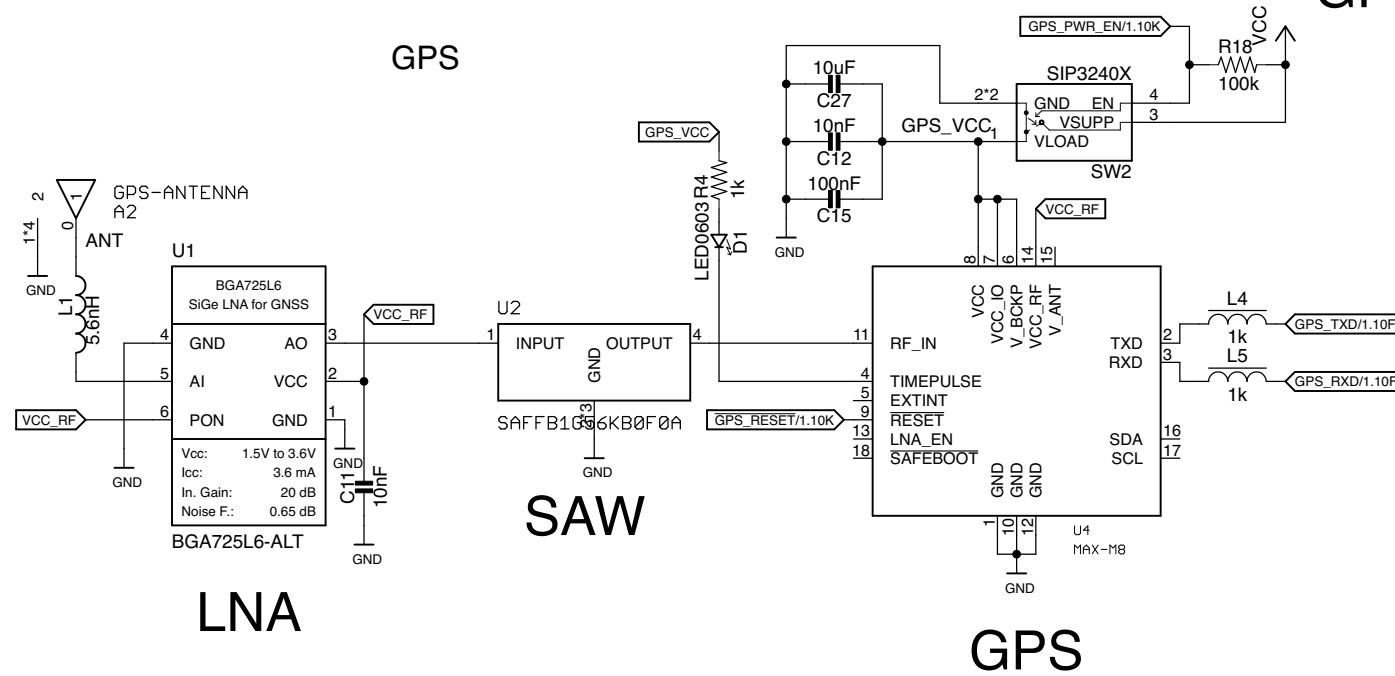 GPS
GPS_PWR_EN/1.10K
VCC
R18
100k
SIP3240X
2*2
GND EN
4
VSUPP
3
GPS_VCC
1
VLOAD
SW2
10uF
C27
10nF
C12
100nF
C15
GND
GPS_VCC
R4
1k
LED0603
D1
GPS-ANTENNA
A2
2
1
1*4
0
ANT
GND
L1
5.6nH
U1
BGA725L6
SiGe LNA for GNSS
4 GND AO 3
5 AI VCC 2
6 PON GND 1
VCC_RF
VCC_RF
GND
GND
Vcc: 1.5V to 3.6V
Icc: 3.6 mA
In. Gain: 20 dB
Noise F.: 0.65 dB
BGA725L6-ALT
C11
10nF
GND
LNA
U2
1 INPUT OUTPUT 4
GND
GND
SAW
VCC_RF
8 7 6 14 15
VCC
VCC_IO
V_BCKP
VCC_RF
V_ANT
11 RF_IN
4 TIMEPULSE
5 EXTINT
9 RESET
13 LNA_EN
18 SAFEBOOT
GPS_RESET/1.10K
TXD 2
RXD 3
SDA 16
SCL 17
GND GND GND
1 10 12
GND
U4
MAX-M8
L4
1k
GPS_TXD/1.10F
L5
1k
GPS_RXD/1.10F
GPS